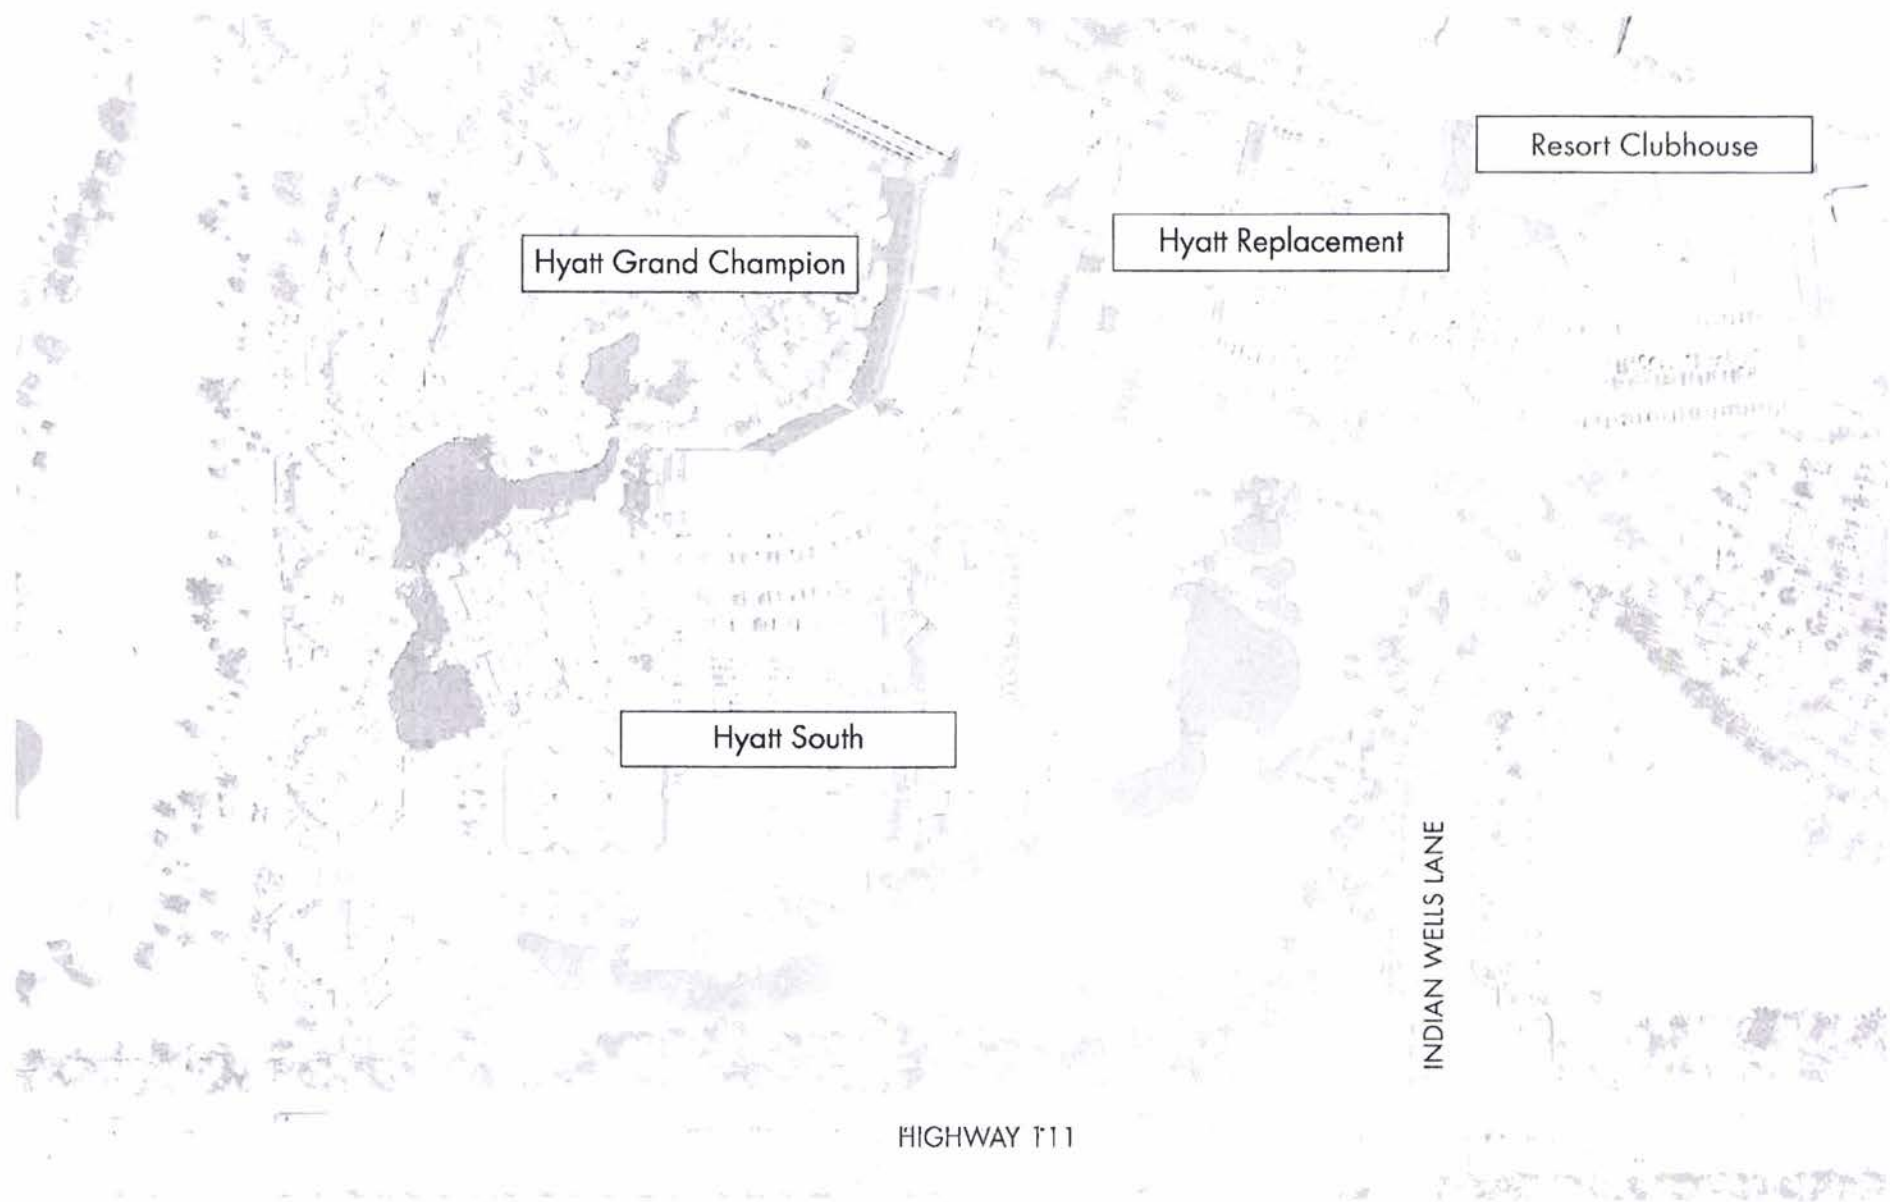 Resort Clubhouse
Hyatt Replacement
Hyatt Grand Champion
Hyatt South
INDIAN WELLS LANE
HIGHWAY 111